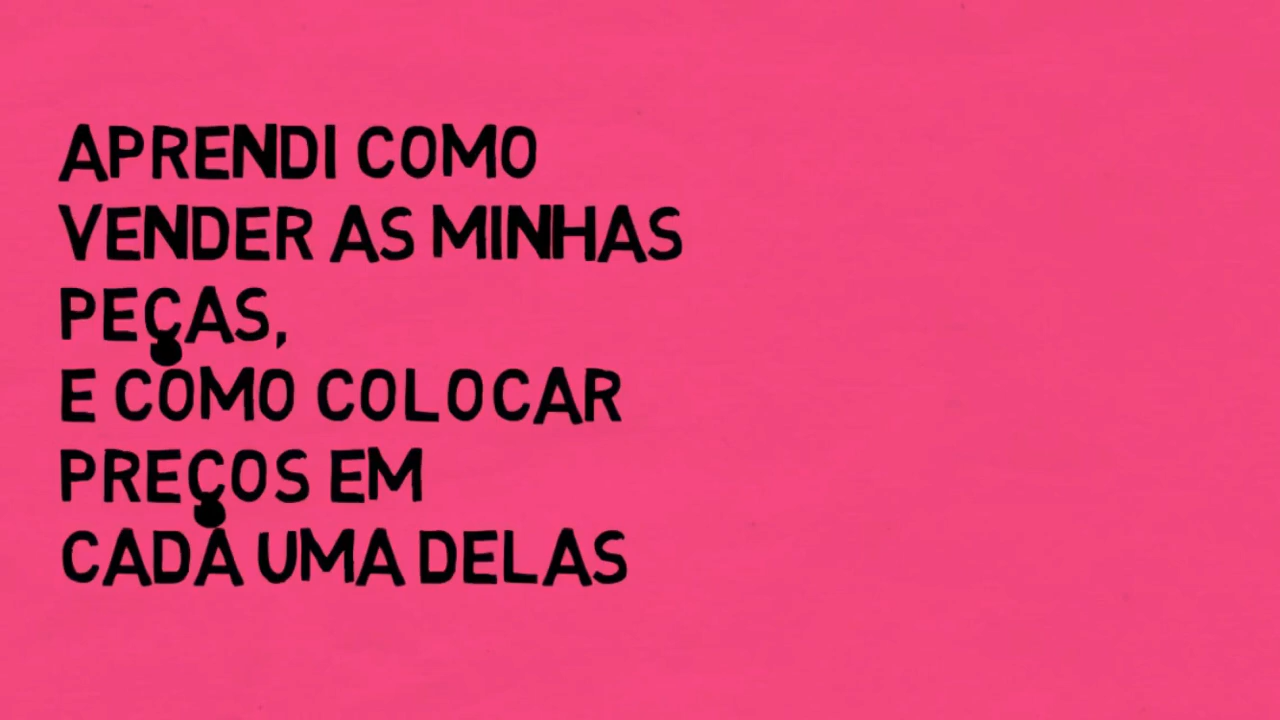 APRENDI COMO
VENDER AS MINHAS
PEÇAS,
E COMO COLOCAR
PREÇOS EM
CADA UMA DELAS